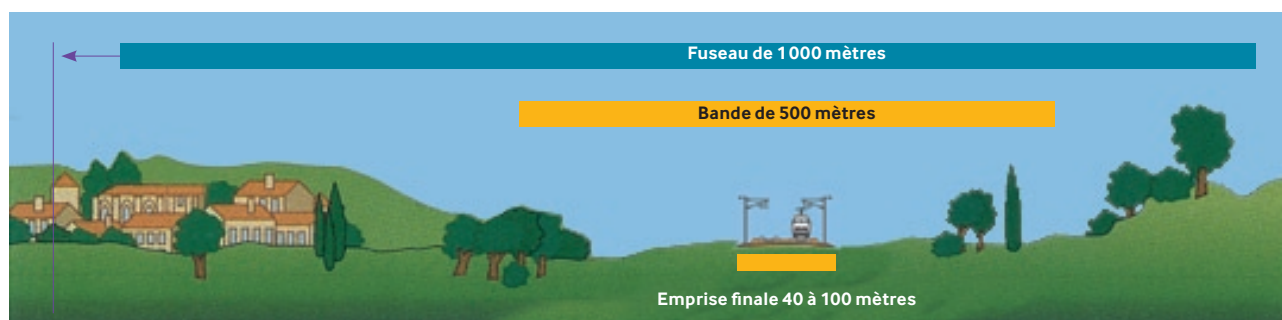 Fuseau de 1 000 mètres
Bande de 500 mètres
Emprise finale 40 à 100 mètres